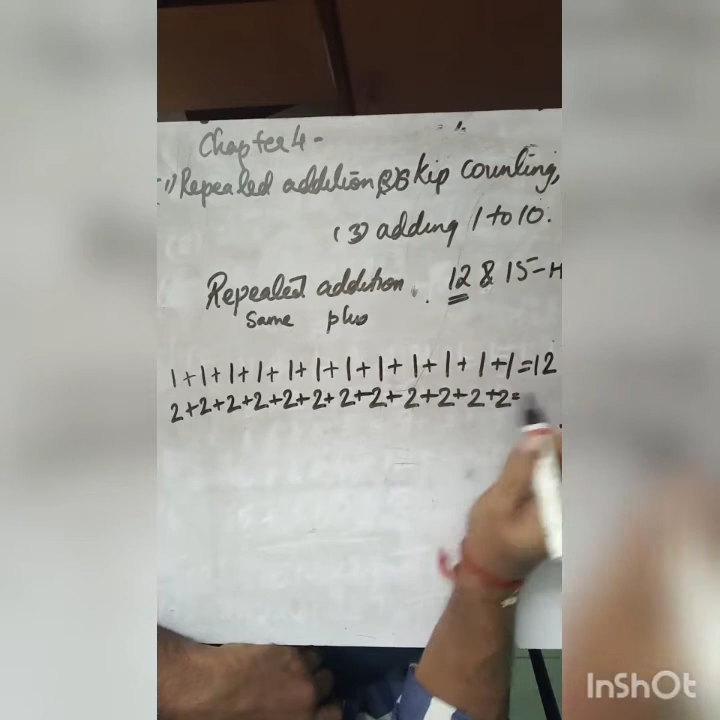 Chapter 4 -
1) Repeated addition (2) Skip counting,
(3) adding 1 to 10.
Repeated addition. 12 & 15 - H
same plus
1+1+1+1+1+1+1+1+1+1+1+1=12
2+2+2+2+2+2+2+2+2+2+2+2=
InShOt